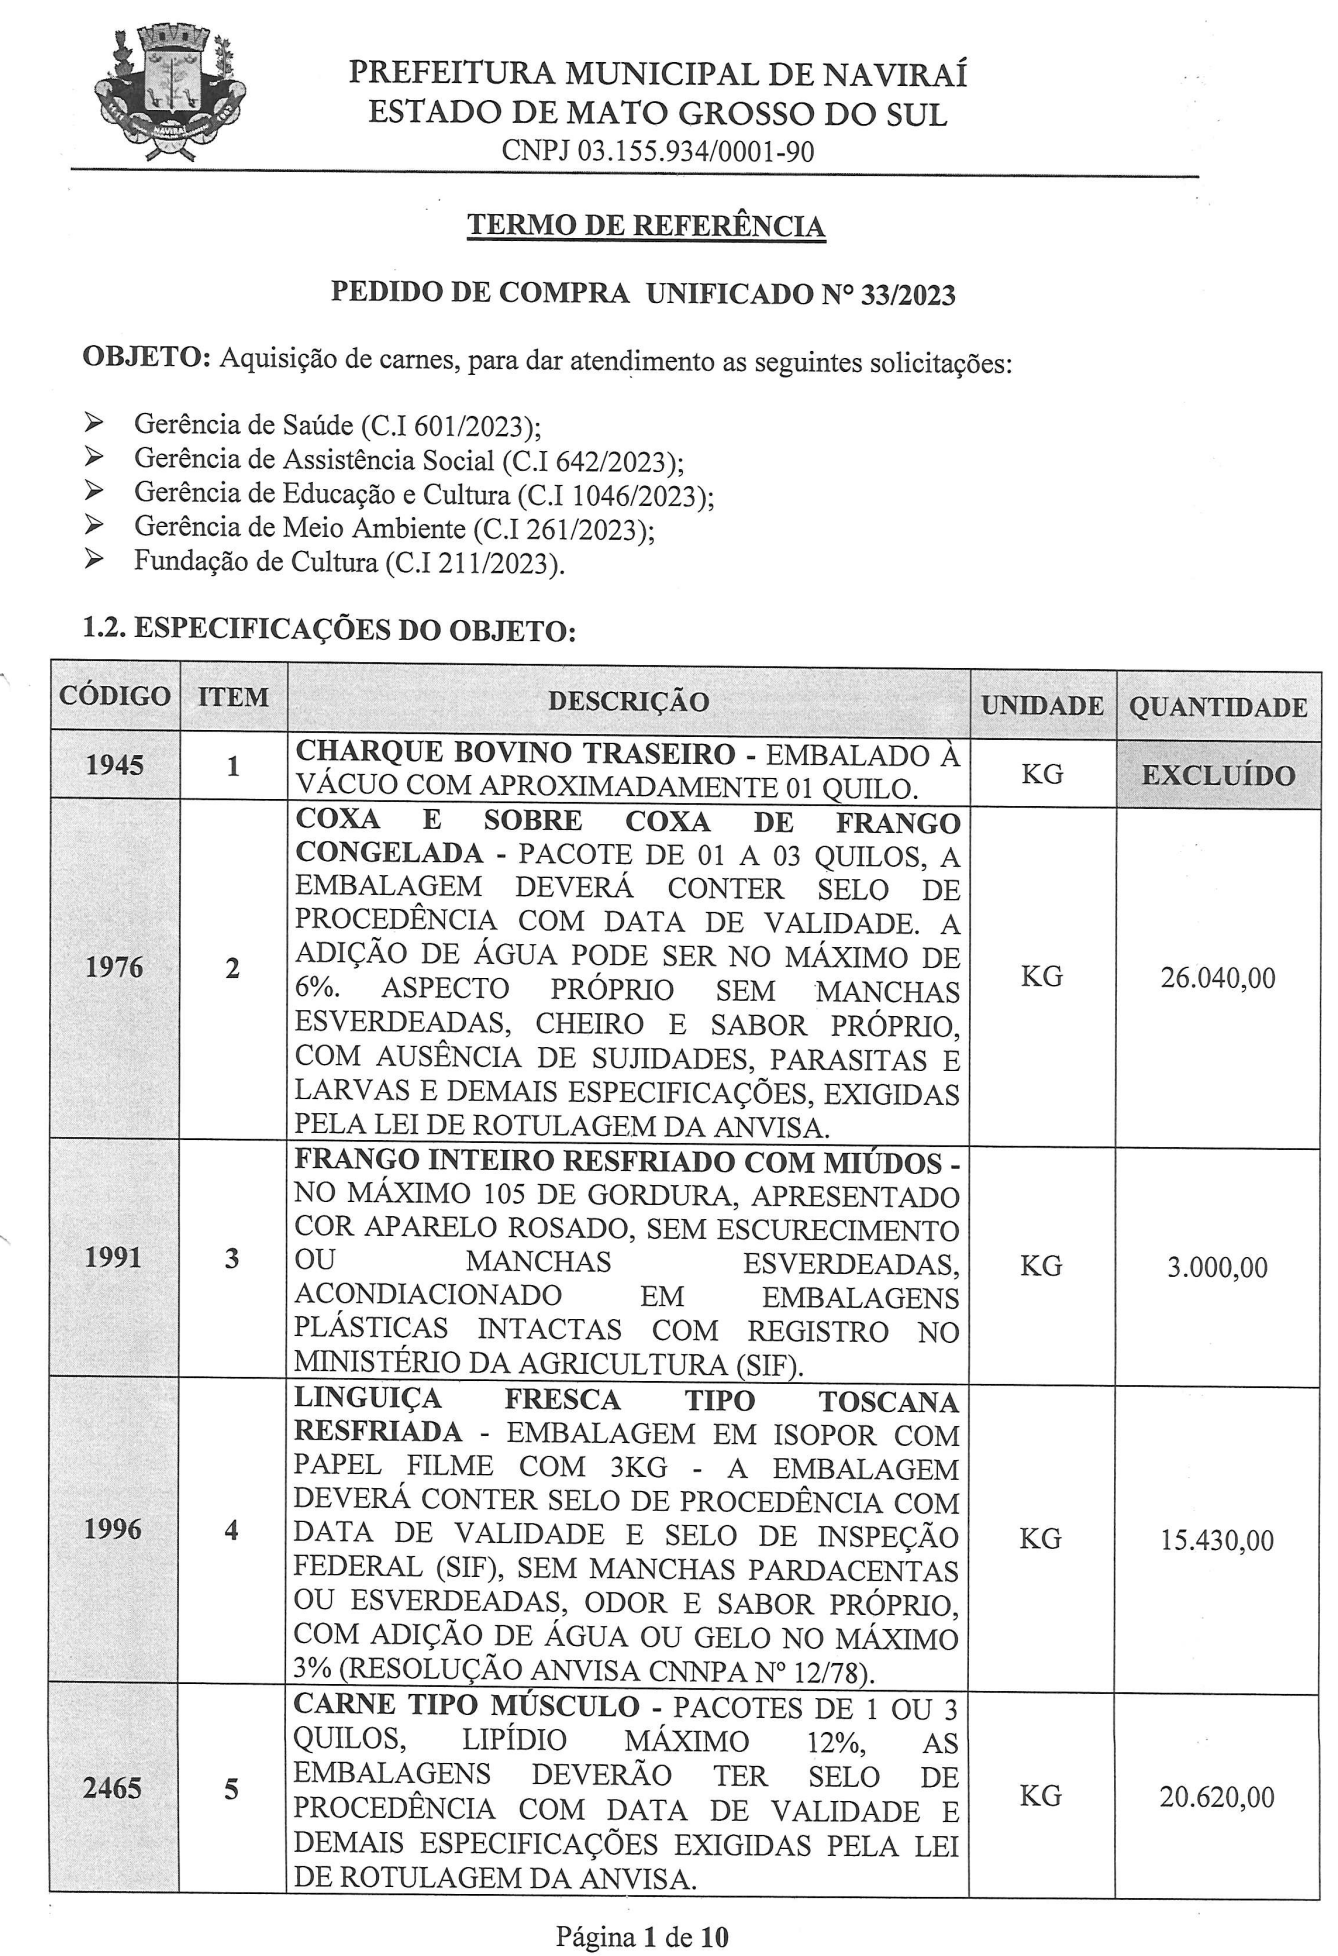 PREFEITURA MUNICIPAL DE NAVIRAÍ
ESTADO DE MATO GROSSO DO SUL
CNPJ 03.155.934/0001-90
NAVIRAÍ
TERMO DE REFERÊNCIA
PEDIDO DE COMPRA UNIFICADO Nº 33/2023
OBJETO: Aquisição de carnes, para dar atendimento as seguintes solicitações:
➢ Gerência de Saúde (C.I 601/2023);
➢ Gerência de Assistência Social (C.I 642/2023);
➢ Gerência de Educação e Cultura (C.I 1046/2023);
➢ Gerência de Meio Ambiente (C.I 261/2023);
➢ Fundação de Cultura (C.I 211/2023).
1.2. ESPECIFICAÇÕES DO OBJETO:
CÓDIGO ITEM DESCRIÇÃO UNIDADE QUANTIDADE
1945 1 CHARQUE BOVINO TRASEIRO - EMBALADO À
VÁCUO COM APROXIMADAMENTE 01 QUILO.
KG EXCLUÍDO
1976 2 COXA E SOBRE COXA DE FRANGO
CONGELADA - PACOTE DE 01 A 03 QUILOS, A
EMBALAGEM DEVERÁ CONTER SELO DE
PROCEDÊNCIA COM DATA DE VALIDADE. A
ADIÇÃO DE ÁGUA PODE SER NO MÁXIMO DE
6%. ASPECTO PRÓPRIO SEM MANCHAS
ESVERDEADAS, CHEIRO E SABOR PRÓPRIO,
COM AUSÊNCIA DE SUJIDADES, PARASITAS E
LARVAS E DEMAIS ESPECIFICAÇÕES, EXIGIDAS
PELA LEI DE ROTULAGEM DA ANVISA.
KG 26.040,00
1991 3 FRANGO INTEIRO RESFRIADO COM MIÚDOS -
NO MÁXIMO 105 DE GORDURA, APRESENTADO
COR APARELO ROSADO, SEM ESCURECIMENTO
OU MANCHAS ESVERDEADAS,
ACONDIACIONADO EM EMBALAGENS
PLÁSTICAS INTACTAS COM REGISTRO NO
MINISTÉRIO DA AGRICULTURA (SIF).
KG 3.000,00
1996 4 LINGUIÇA FRESCA TIPO TOSCANA
RESFRIADA - EMBALAGEM EM ISOPOR COM
PAPEL FILME COM 3KG - A EMBALAGEM
DEVERÁ CONTER SELO DE PROCEDÊNCIA COM
DATA DE VALIDADE E SELO DE INSPEÇÃO
FEDERAL (SIF), SEM MANCHAS PARDACENTAS
OU ESVERDEADAS, ODOR E SABOR PRÓPRIO,
COM ADIÇÃO DE ÁGUA OU GELO NO MÁXIMO
3% (RESOLUÇÃO ANVISA CNNPA Nº 12/78).
KG 15.430,00
2465 5 CARNE TIPO MÚSCULO - PACOTES DE 1 OU 3
QUILOS, LIPÍDIO MÁXIMO 12%, AS
EMBALAGENS DEVERÃO TER SELO DE
PROCEDÊNCIA COM DATA DE VALIDADE E
DEMAIS ESPECIFICAÇÕES EXIGIDAS PELA LEI
DE ROTULAGEM DA ANVISA.
KG 20.620,00
Página 1 de 10